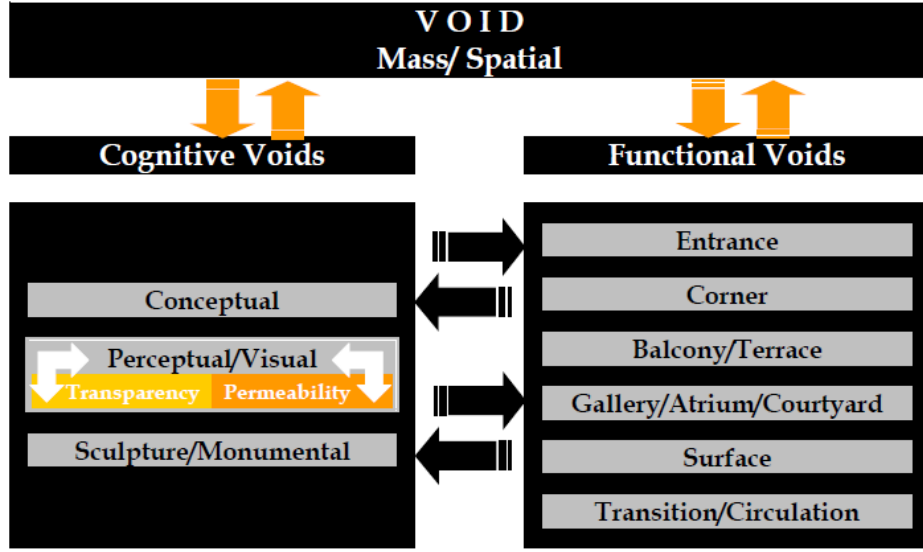 V O I D
Mass/ Spatial
Cognitive Voids
Functional Voids
Conceptual
Perceptual/Visual
Transparency Permeability
Sculpture/Monumental
Entrance
Corner
Balcony/Terrace
Gallery/Atrium/Courtyard
Surface
Transition/Circulation